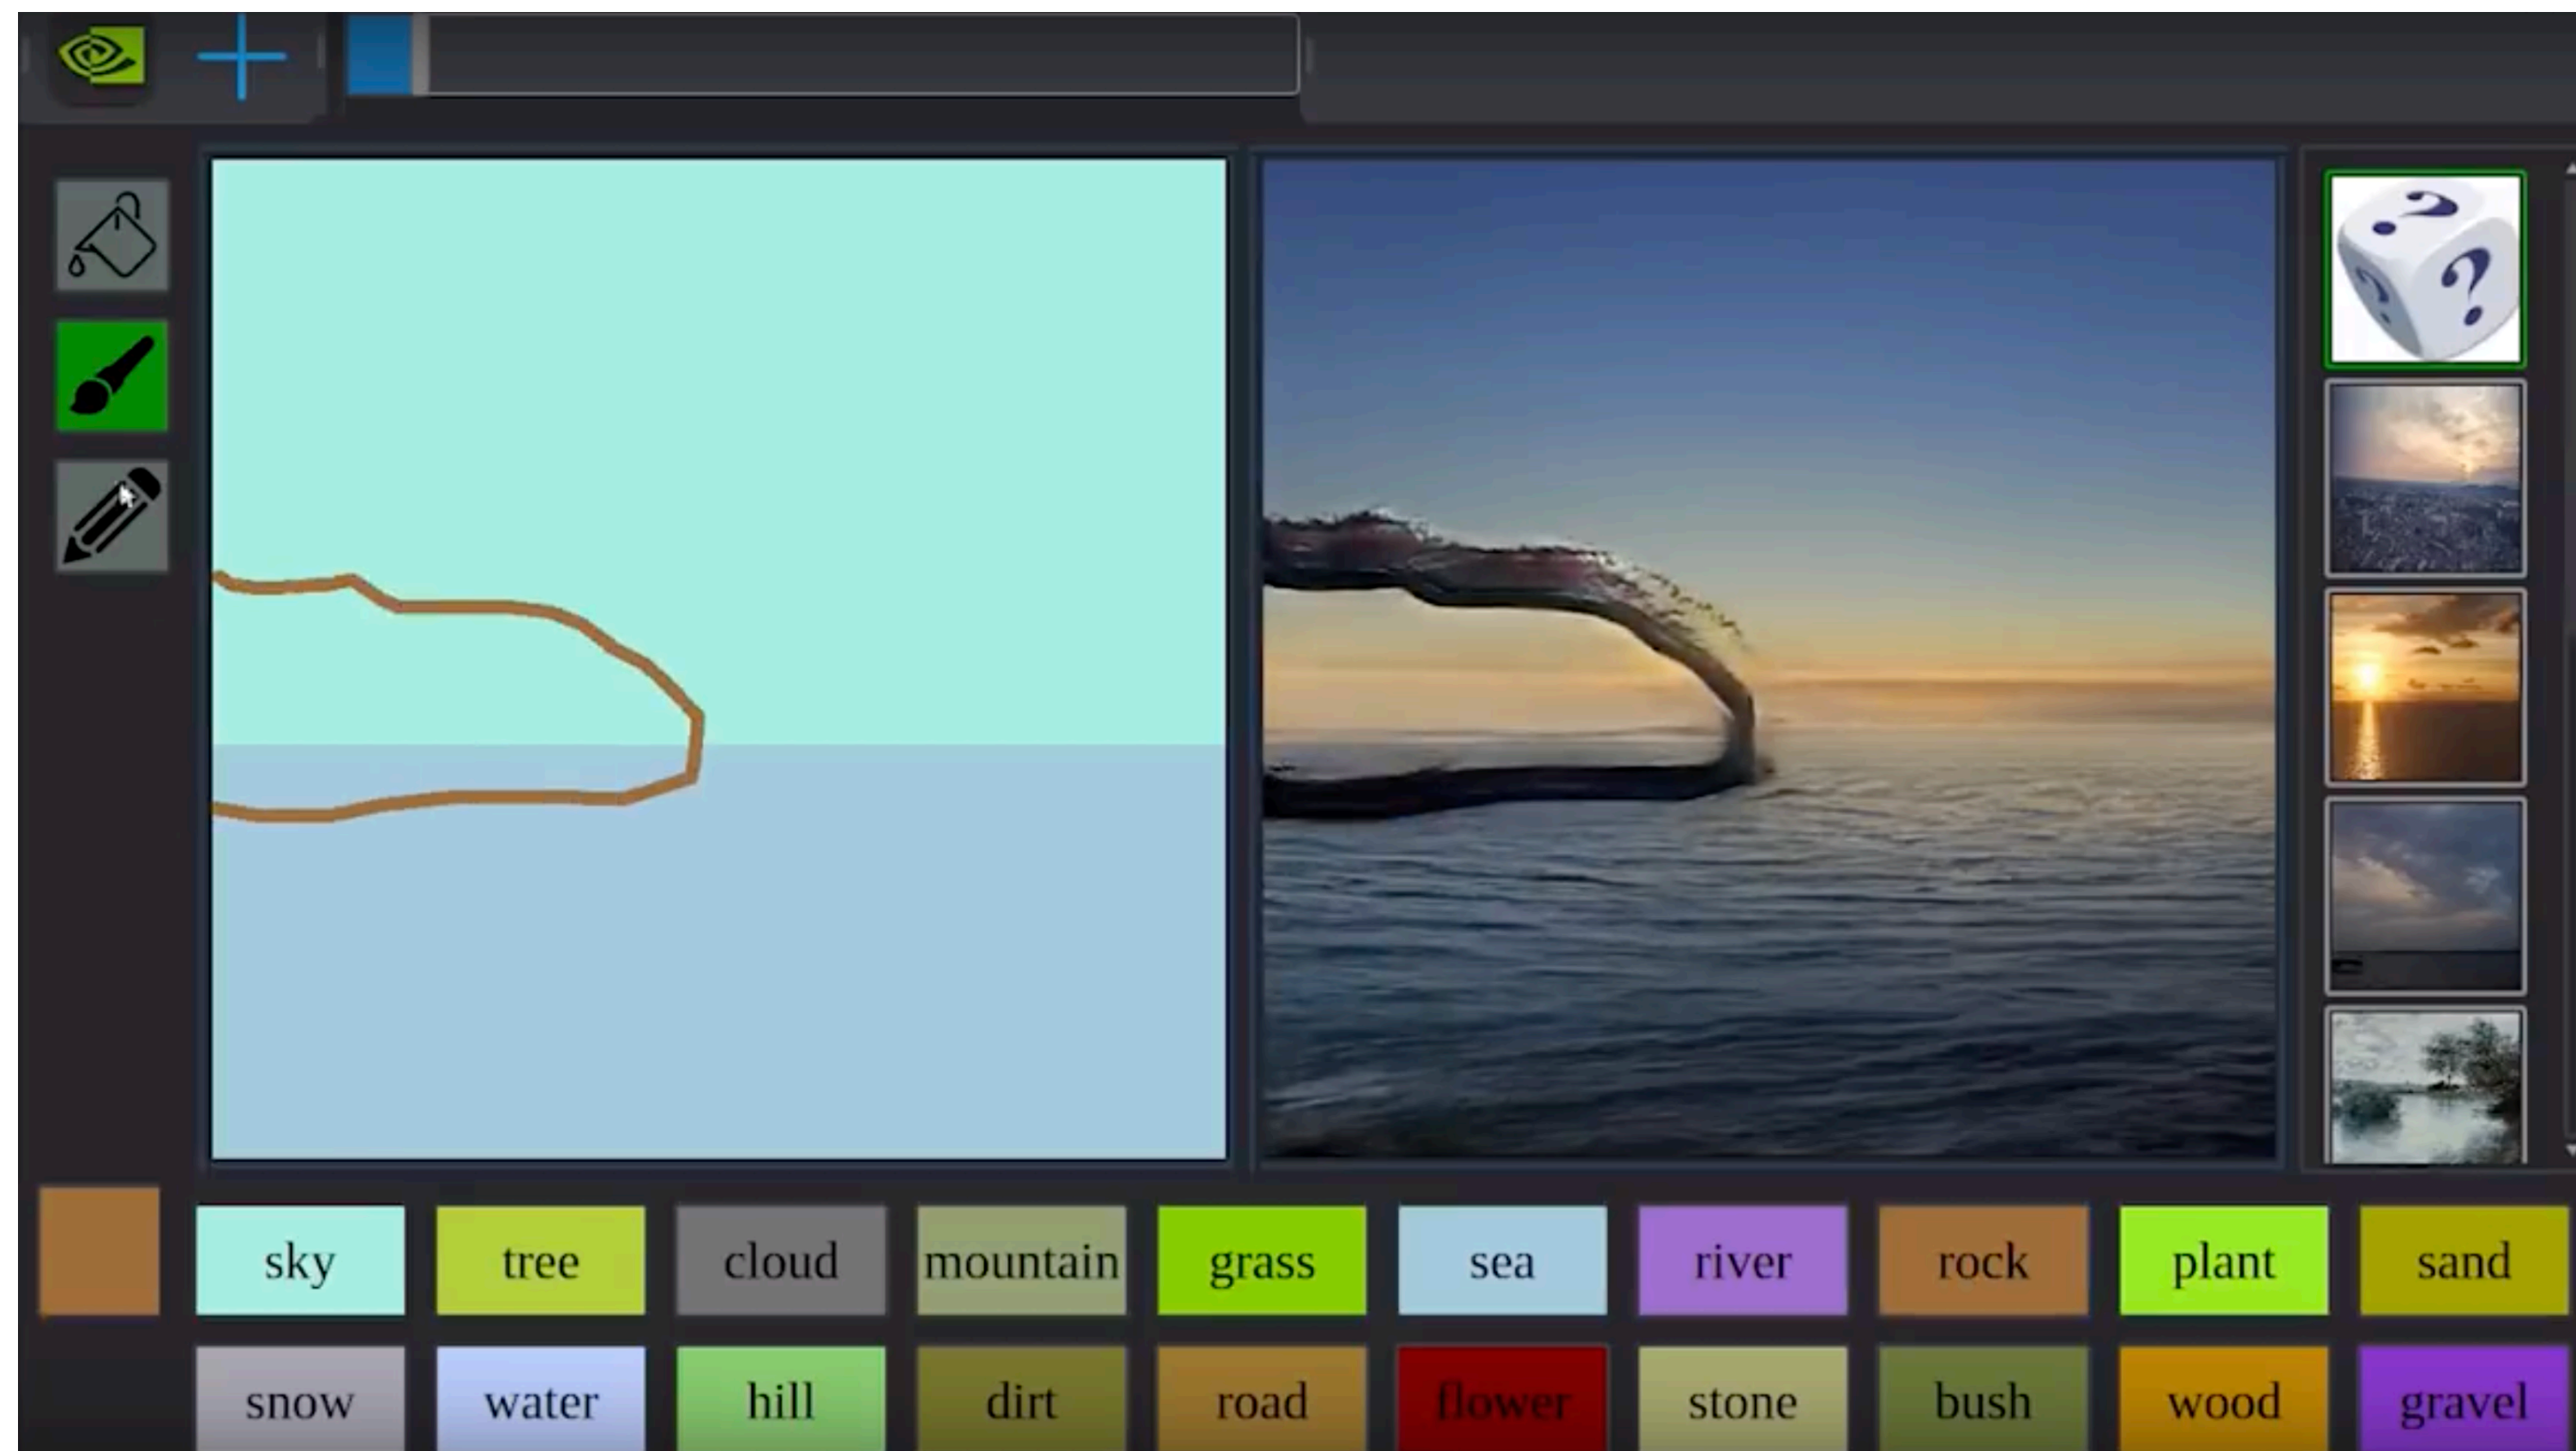 sky tree cloud mountain grass sea river rock plant sand
snow water hill dirt road flower stone bush wood gravel